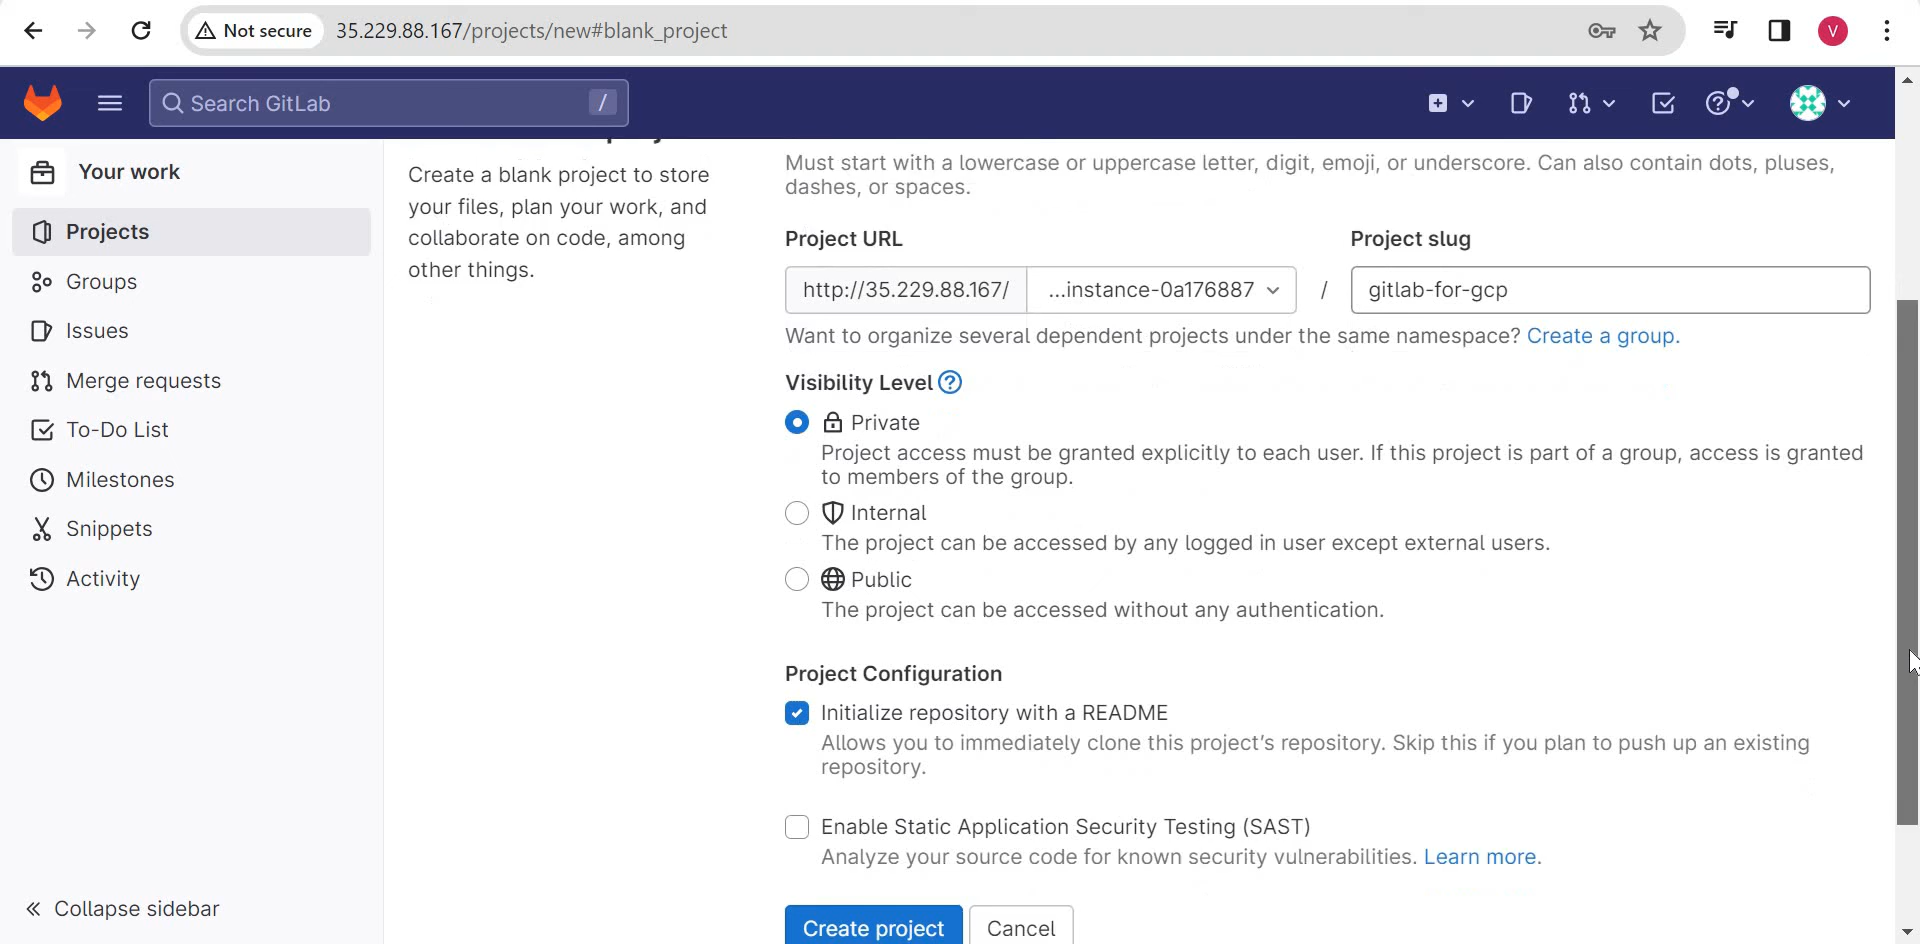 Not secure
35.229.88.167/projects/new#blank_project
V
Search GitLab
/
Your work
Projects
Groups
Issues
Merge requests
To-Do List
Milestones
Snippets
Activity
Collapse sidebar
Create a blank project to store
your files, plan your work, and
collaborate on code, among
other things.
Must start with a lowercase or uppercase letter, digit, emoji, or underscore. Can also contain dots, pluses,
dashes, or spaces.
Project URL
Project slug
http://35.229.88.167/
...instance-0a176887
/
gitlab-for-gcp
Want to organize several dependent projects under the same namespace? Create a group.
Visibility Level
Private
Project access must be granted explicitly to each user. If this project is part of a group, access is granted
to members of the group.
Internal
The project can be accessed by any logged in user except external users.
Public
The project can be accessed without any authentication.
Project Configuration
Initialize repository with a README
Allows you to immediately clone this project's repository. Skip this if you plan to push up an existing
repository.
Enable Static Application Security Testing (SAST)
Analyze your source code for known security vulnerabilities. Learn more.
Create project
Cancel